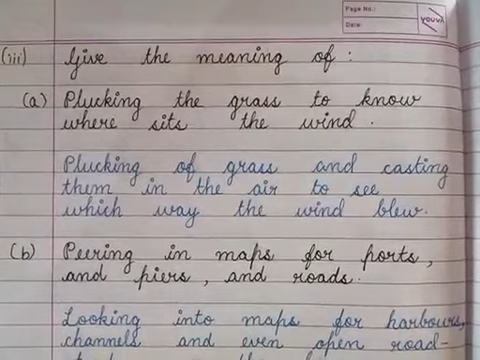 Page No.:
Date:
YOUVA
(iii) Give the meaning of :
(a) Plucking the grass to know
where sits the wind .
Plucking of grass and casting
them in the air to see
which way the wind blew.
(b) Peering in maps for ports,
and piers, and roads.
Looking into maps for harbours,
channels and even open road-